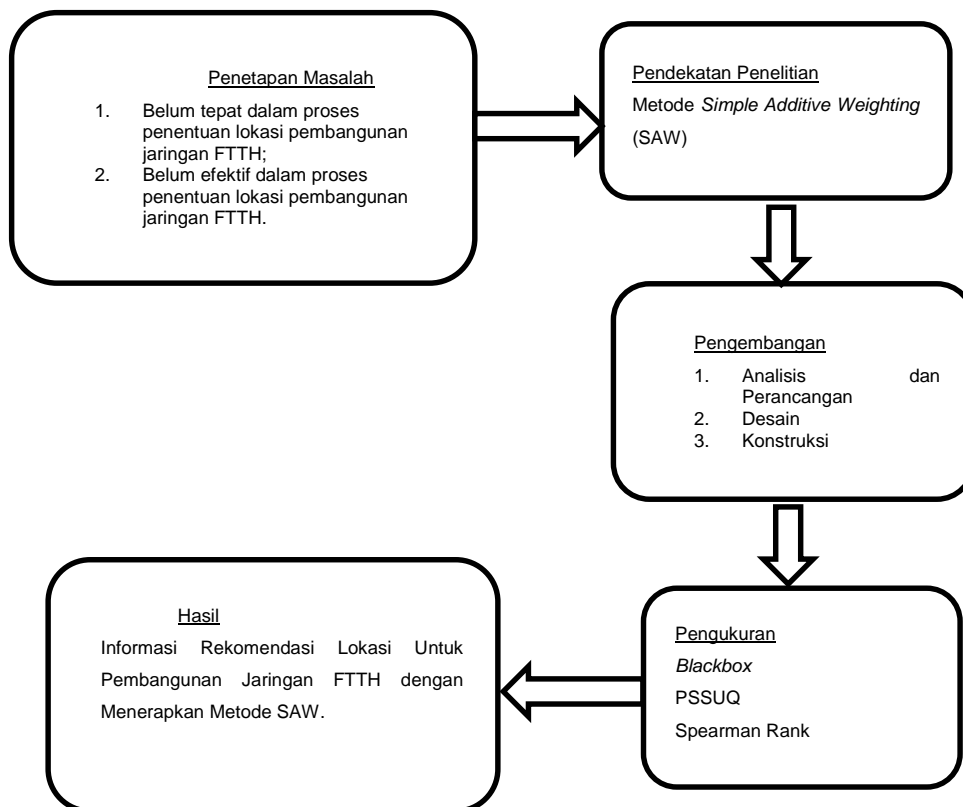 Penetapan Masalah
1. Belum tepat dalam proses
penentuan lokasi pembangunan
jaringan FTTH;
2. Belum efektif dalam proses
penentuan lokasi pembangunan
jaringan FTTH.
Pendekatan Penelitian
Metode Simple Additive Weighting
(SAW)
Pengembangan
1. Analisis dan
Perancangan
2. Desain
3. Konstruksi
Pengukuran
Blackbox
PSSUQ
Spearman Rank
Hasil
Informasi Rekomendasi Lokasi Untuk
Pembangunan Jaringan FTTH dengan
Menerapkan Metode SAW.